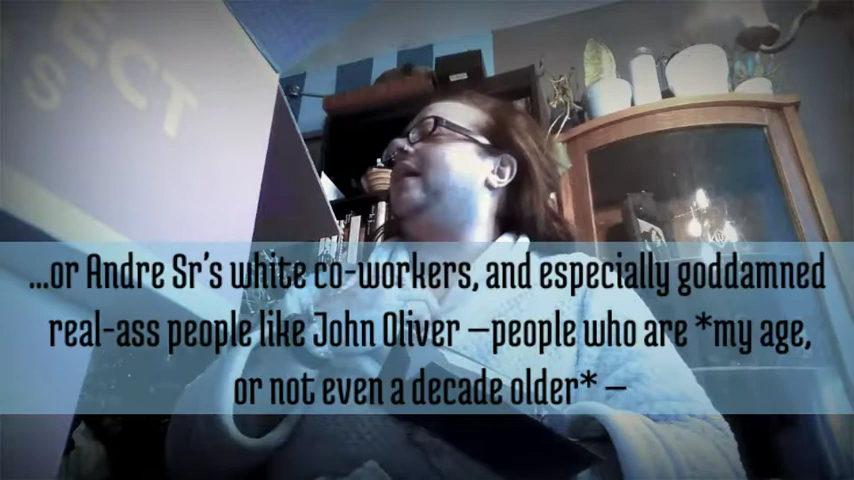 SECT
...or Andre Sr's white co-workers, and especially goddamned
real-ass people like John Oliver —people who are *my age,
or not even a decade older* —